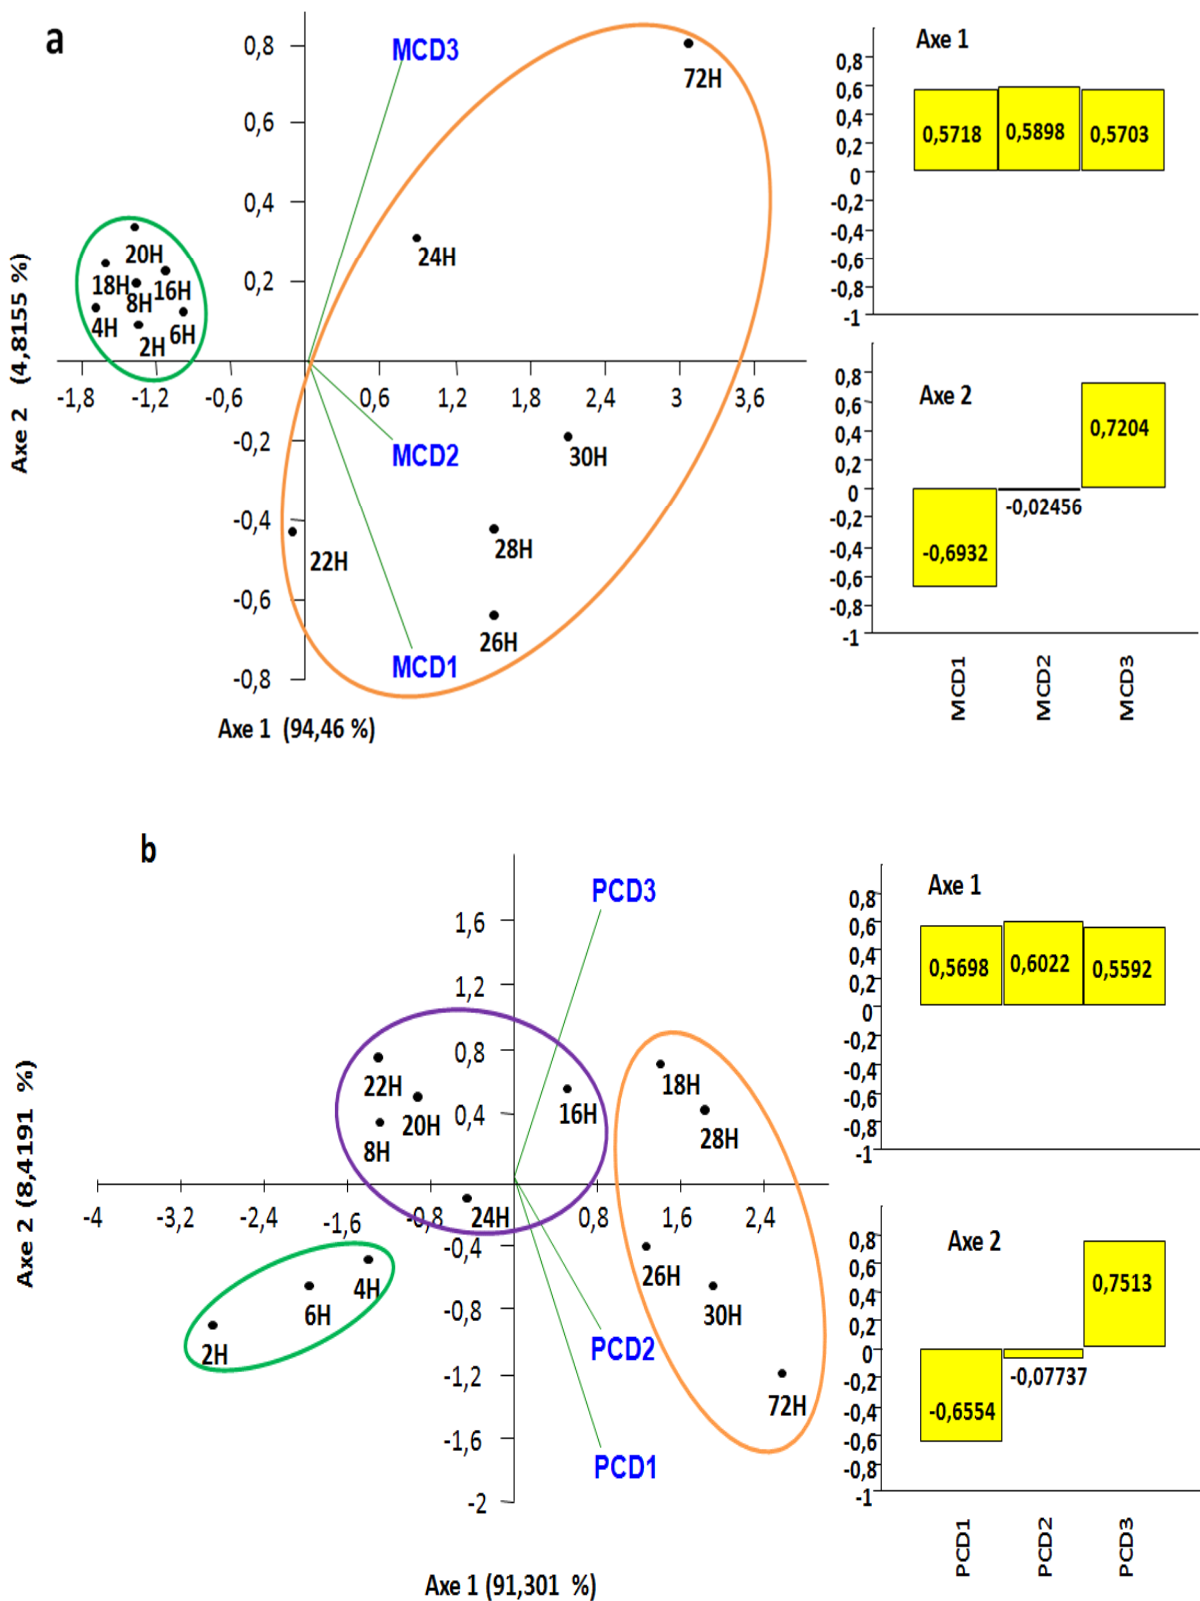 a
0,8
0,6
0,4
0,2
-0,2
-0,4
-0,6
-0,8
-1,8
-1,2
-0,6
0,6
1,2
1,8
2,4
3
3,6
MCD3
MCD2
MCD1
72H
24H
20H
18H
8H
16H
4H
2H
6H
30H
28H
22H
26H
Axe 2 (4,8155 %)
Axe 1 (94,46 %)
Axe 1
0,8
0,6
0,4
0,2
0
-0,2
-0,4
-0,6
-0,8
-1
0,5718
0,5898
0,5703
Axe 2
0,8
0,6
0,4
0,2
0
-0,2
-0,4
-0,6
-0,8
-1
-0,6932
-0,02456
0,7204
MCD1
MCD2
MCD3
b
1,6
1,2
0,8
0,4
-0,4
-0,8
-1,2
-1,6
-2
-4
-3,2
-2,4
-1,6
-0,8
0,8
1,6
2,4
PCD3
PCD2
PCD1
22H
20H
8H
16H
24H
18H
28H
26H
30H
72H
4H
6H
2H
Axe 2 (8,4191 %)
Axe 1 (91,301 %)
Axe 1
0,8
0,6
0,4
0,2
0
-0,2
-0,4
-0,6
-0,8
-1
0,5698
0,6022
0,5592
Axe 2
0,8
0,6
0,4
0,2
0
-0,2
-0,4
-0,6
-0,8
-1
-0,6554
-0,07737
0,7513
PCD1
PCD2
PCD3